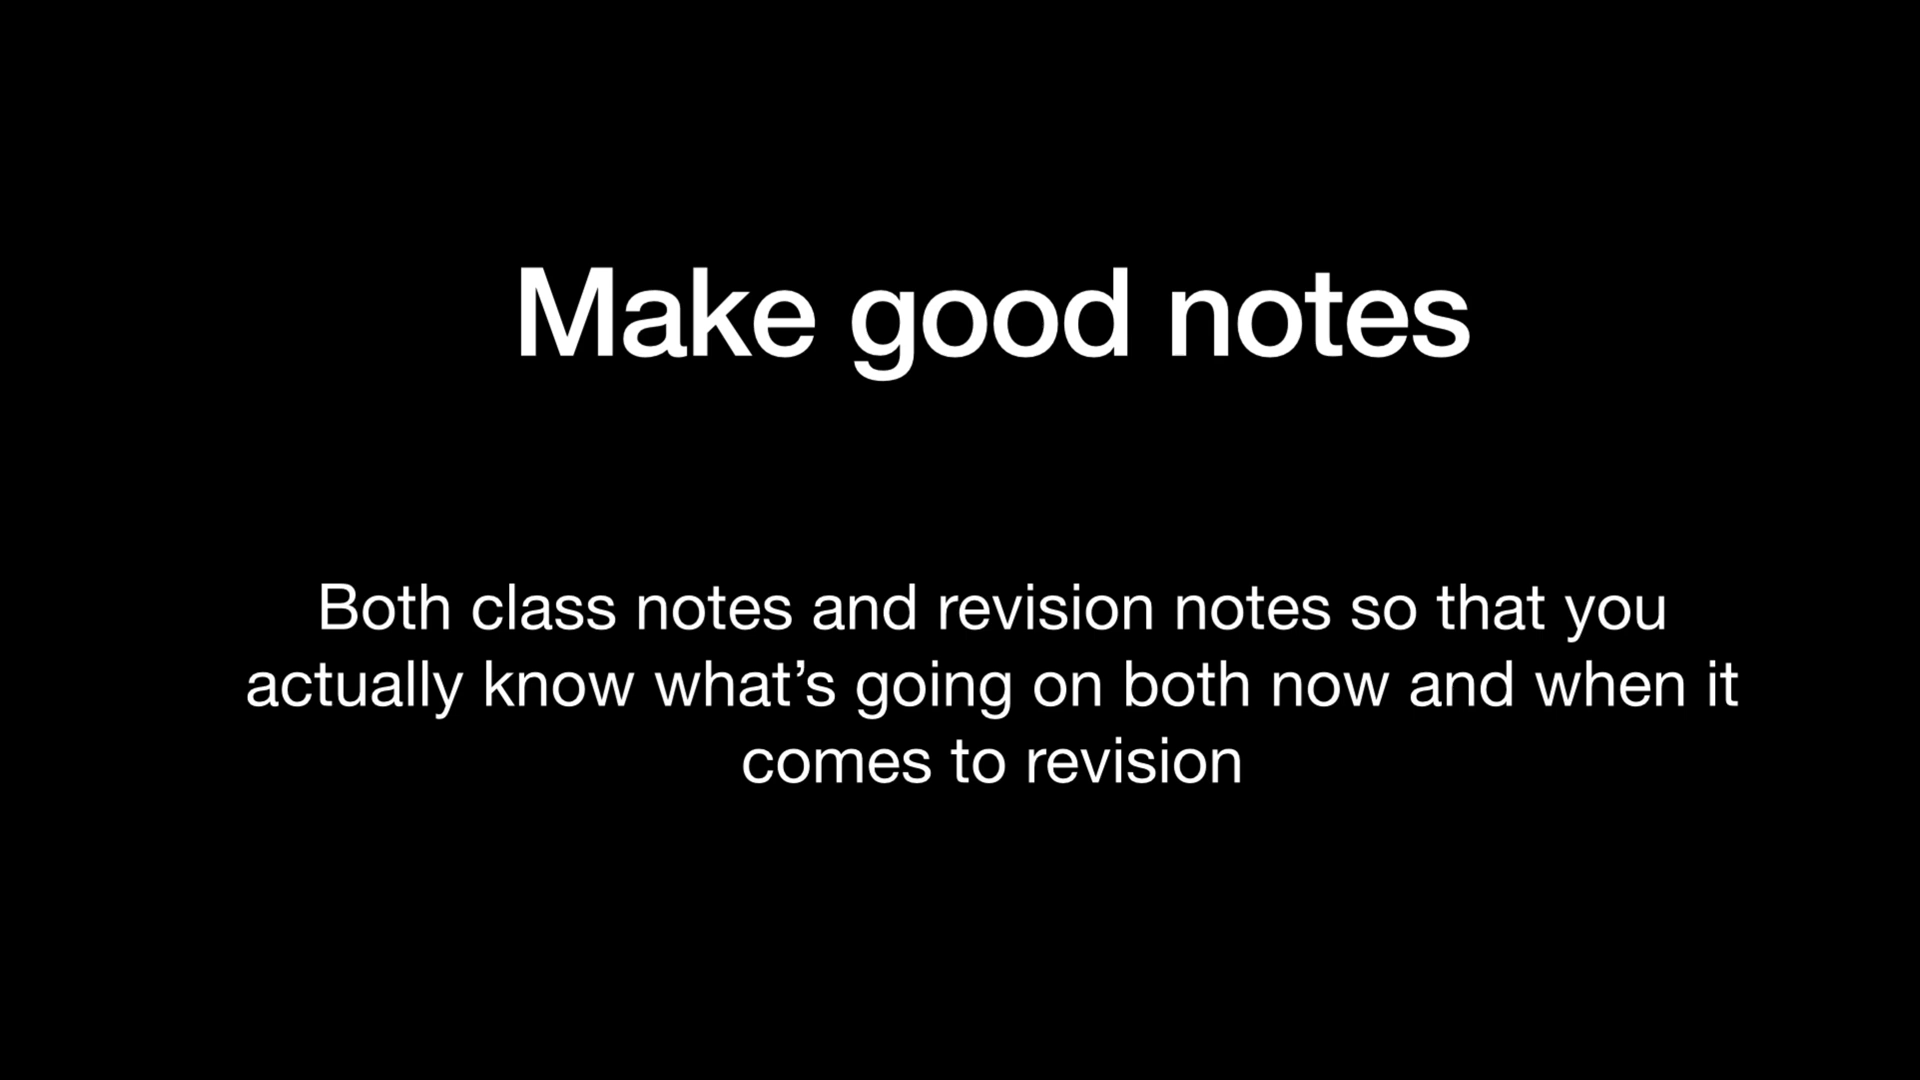 Make good notes
Both class notes and revision notes so that you
actually know what’s going on both now and when it
comes to revision